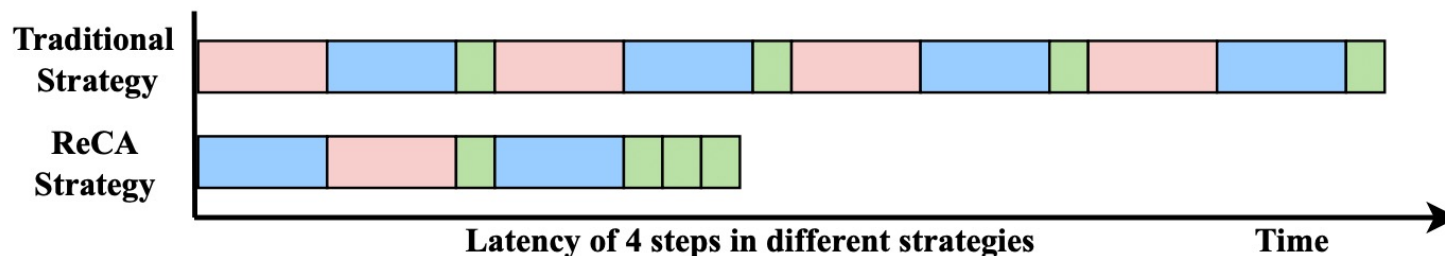 Traditional
Strategy
ReCA
Strategy
Latency of 4 steps in different strategies
Time